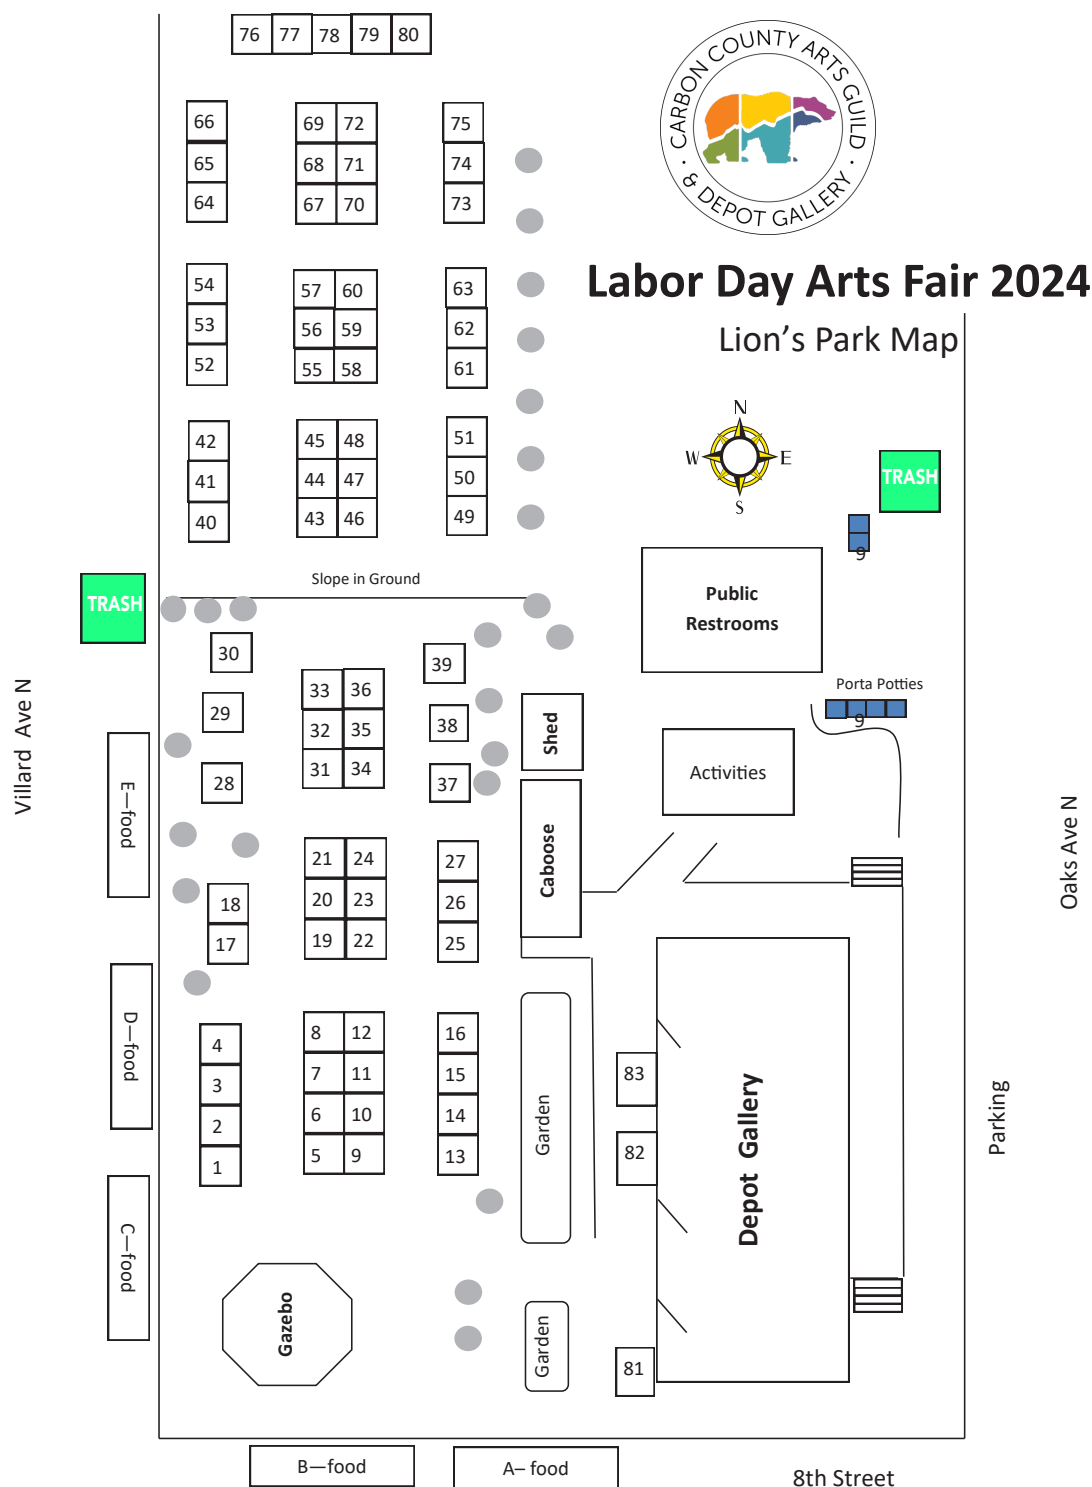 76 77 78 79 80
CARBON COUNTY ARTS GUILD
· & DEPOT GALLERY ·
66 69 72 75
65 68 71 74
64 67 70 73
Labor Day Arts Fair 2024
Lion's Park Map
54 57 60 63
53 56 59 62
52 55 58 61
N
W E
S
42 45 48 51
41 44 47 50
40 43 46 49
TRASH
9
Slope in Ground
TRASH
Public
Restrooms
30 39
33 36
29 32 35 38
28 31 34 37
Porta Potties
9
Villard Ave N
Shed
Activities
E—food
Caboose
Oaks Ave N
21 24 27
18 20 23 26
17 19 22 25
D—food
4 8 12 16
3 7 11 15
2 6 10 14
1 5 9 13
Garden
83
82
Depot Gallery
Parking
C—food
Gazebo
Garden
81
B—food
A– food
8th Street